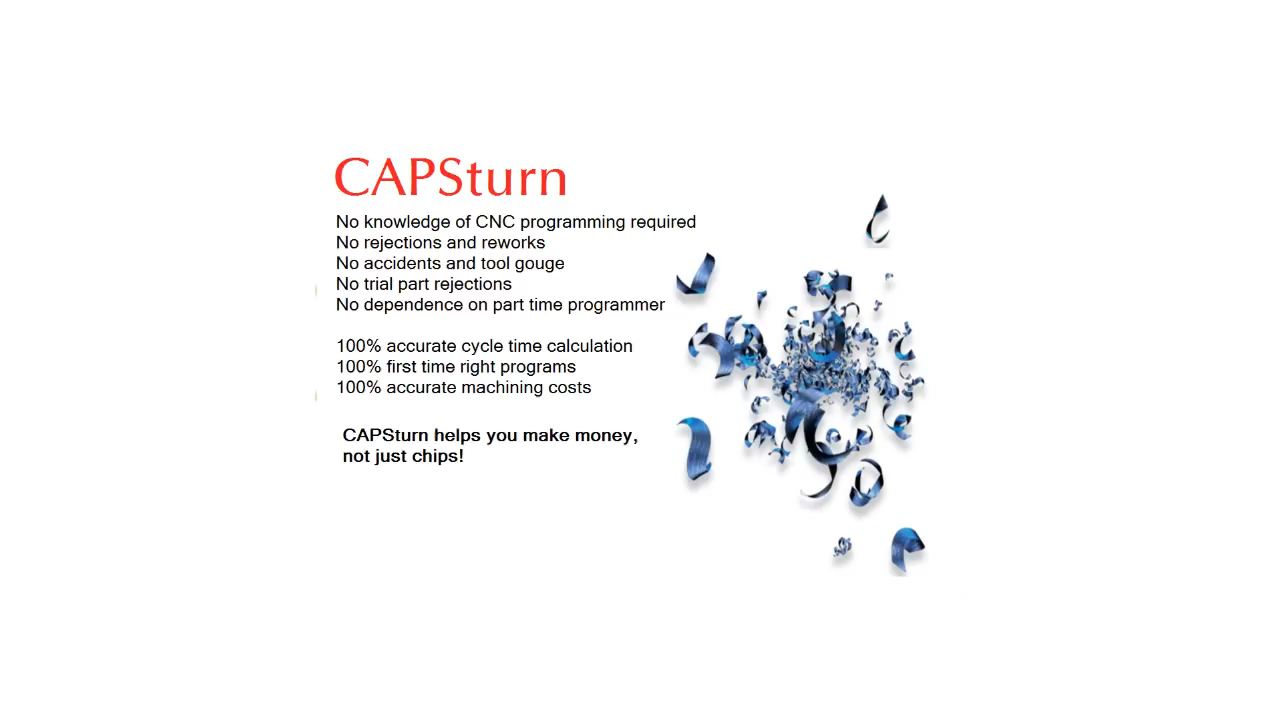 CAPSturn
No knowledge of CNC programming required
No rejections and reworks
No accidents and tool gouge
No trial part rejections
No dependence on part time programmer
100% accurate cycle time calculation
100% first time right programs
100% accurate machining costs
CAPSturn helps you make money,
not just chips!